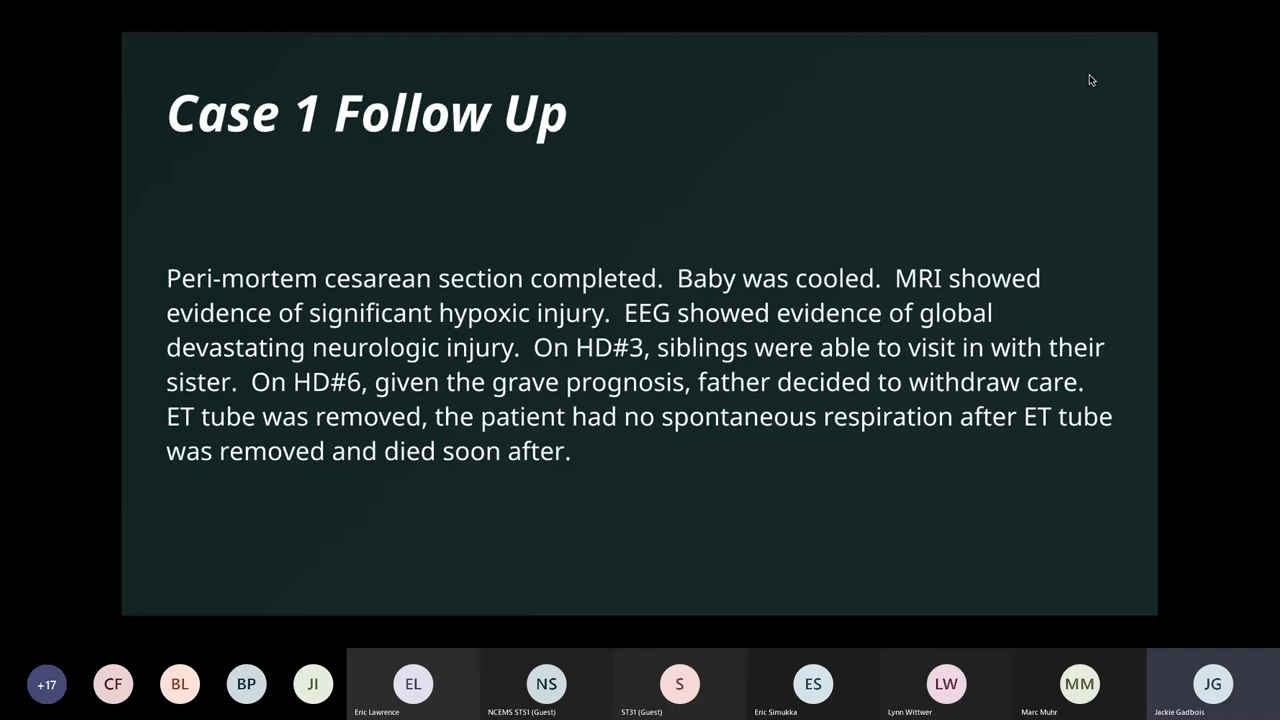 Case 1 Follow Up
Peri-mortem cesarean section completed.  Baby was cooled.  MRI showed
evidence of significant hypoxic injury.  EEG showed evidence of global
devastating neurologic injury.  On HD#3, siblings were able to visit in with their
sister.  On HD#6, given the grave prognosis, father decided to withdraw care.
ET tube was removed, the patient had no spontaneous respiration after ET tube
was removed and died soon after.
+17
CF
BL
BP
JI
EL
NS
S
ES
LW
MM
JG
Eric Lawrence
NCEMS ST51 (Guest)
ST31 (Guest)
Eric Simukka
Lynn Wittwer
Marc Muhr
Jackie Gadbois